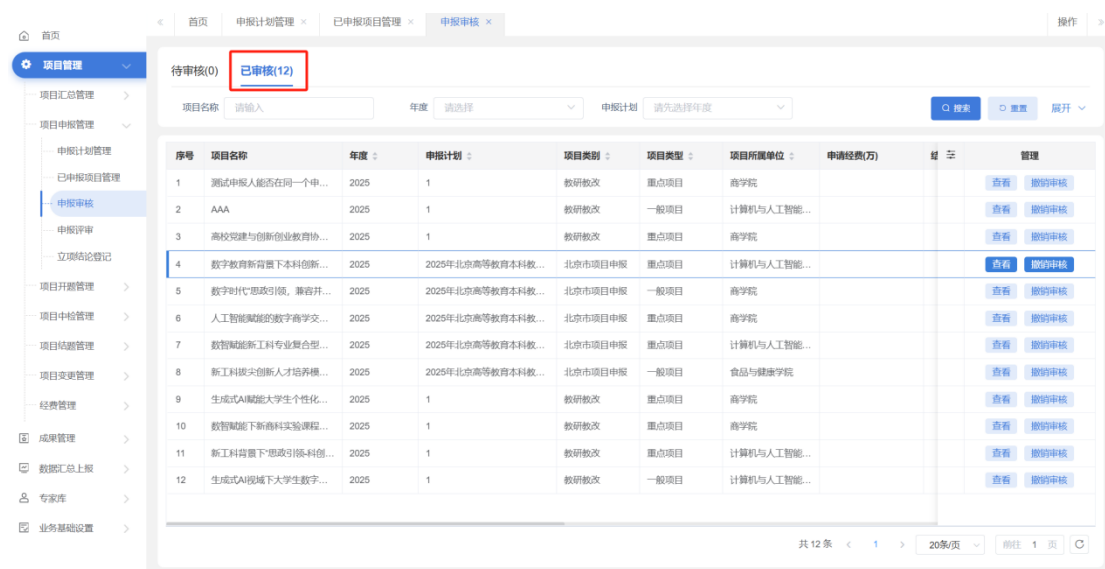 首页 申报计划管理 × 已申报项目管理 × 申报审核 × 操作
首页
项目管理
项目汇总管理
项目申报管理
申报计划管理
已申报项目管理
申报审核
申报评审
立项结论登记
项目开题管理
项目中检管理
项目结题管理
项目变更管理
经费管理
成果管理
数据汇总上报
专家库
业务基础设置
待审核(0) 已审核(12)
项目名称 请输入 年度 请选择 申报计划 请先选择年度 搜索 重置 展开
序号 项目名称 年度 申报计划 项目类别 项目类型 项目所属单位 申请经费(万) 管理
1 测试申报人能否在同一个申... 2025 1 教研教改 重点项目 商学院 查看 撤销审核
2 AAA 2025 1 教研教改 一般项目 计算机与人工智能... 查看 撤销审核
3 高校党建与创新创业教育协... 2025 1 教研教改 重点项目 商学院 查看 撤销审核
4 数字教育新背景下本科创新... 2025 2025年北京高等教育本科教... 北京市项目申报 重点项目 计算机与人工智能... 查看 撤销审核
5 数字时代“思政引领，兼容并... 2025 2025年北京高等教育本科教... 北京市项目申报 一般项目 商学院 查看 撤销审核
6 人工智能赋能的数字商学交... 2025 2025年北京高等教育本科教... 北京市项目申报 重点项目 商学院 查看 撤销审核
7 数智赋能新工科专业复合型... 2025 2025年北京高等教育本科教... 北京市项目申报 重点项目 计算机与人工智能... 查看 撤销审核
8 新工科拔尖创新人才培养模... 2025 2025年北京高等教育本科教... 北京市项目申报 一般项目 食品与健康学院 查看 撤销审核
9 生成式AI赋能大学生个性化... 2025 1 教研教改 重点项目 商学院 查看 撤销审核
10 数智赋能下新商科实验课程... 2025 1 教研教改 重点项目 商学院 查看 撤销审核
11 新工科背景下“思政引领-科创... 2025 1 教研教改 重点项目 计算机与人工智能... 查看 撤销审核
12 生成式AI视域下大学生数字... 2025 1 教研教改 一般项目 计算机与人工智能... 查看 撤销审核
共 12 条 1 20条/页 前往 1 页